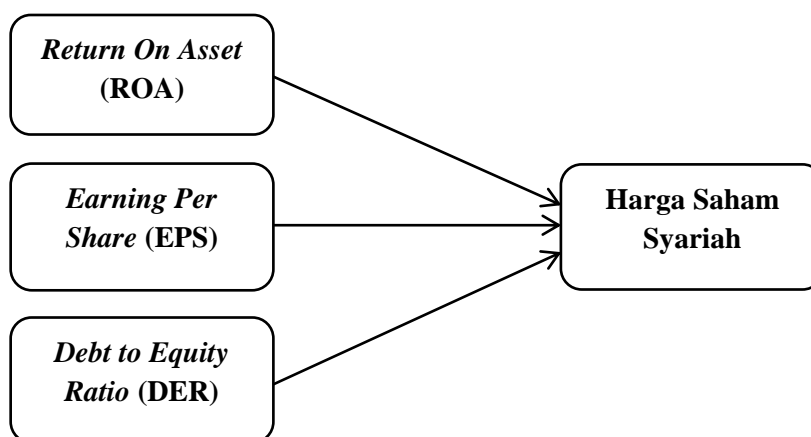 Return On Asset
(ROA)
Earning Per
Share (EPS)
Debt to Equity
Ratio (DER)
Harga Saham
Syariah